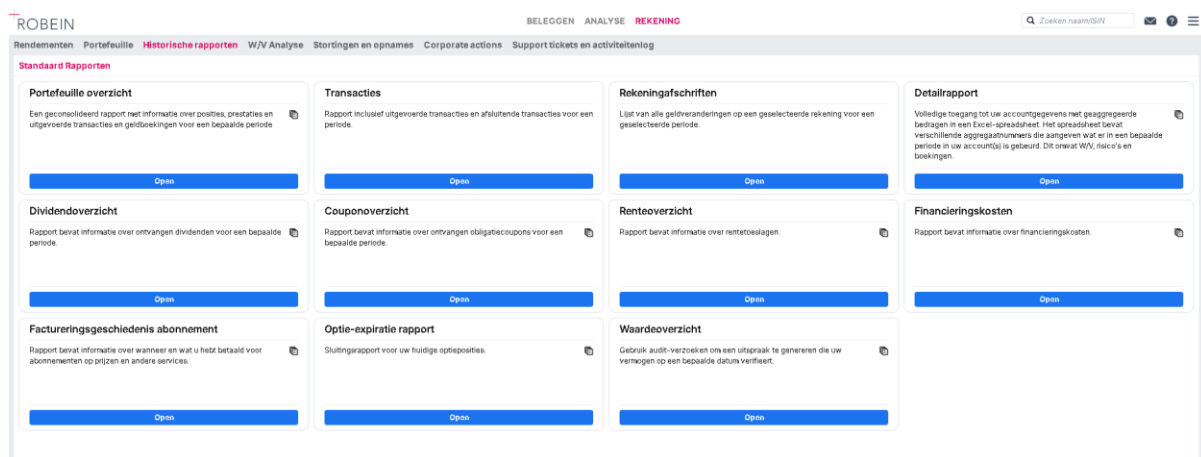 ROBEIN
BELEGGEN ANALYSE REKENING
Zoeken naam/ISIN
Rendementen Portefeuille Historische rapporten W/V Analyse Stortingen en opnames Corporate actions Support tickets en activiteitenlog
Standaard Rapporten
Portefeuille overzicht
Een geconsolideerd rapport met informatie over posities, prestaties en
uitgevoerde transacties en geldboekingen voor een bepaalde periode
Open
Transacties
Rapport inclusief uitgevoerde transacties en afsluitende transacties voor een
periode.
Open
Rekeningafschriften
Lijst van alle geldveranderingen op een geselecteerde rekening voor een
geselecteerde periode.
Open
Detailrapport
Volledige toegang tot uw accountgegevens met geaggregeerde
bedragen in een Excel-spreadsheet. Het spreadsheet bevat
verschillende aggregaatnummers die aangeven wat er in een bepaalde
periode in uw account(s) is gebeurd. Dit omvat W/V, risico's en
boekingen.
Open
Dividendoverzicht
Rapport bevat informatie over ontvangen dividenden voor een bepaalde
periode.
Open
Couponoverzicht
Rapport bevat informatie over ontvangen obligatiecoupons voor een
bepaalde periode.
Open
Renteoverzicht
Rapport bevat informatie over rentetoeslagen.
Open
Financieringskosten
Rapport bevat informatie over financieringskosten.
Open
Factureringsgeschiedenis abonnement
Rapport bevat informatie over wanneer en wat u hebt betaald voor
abonnementen op prijzen en andere services.
Open
Optie-expiratie rapport
Sluitingsrapport voor uw huidige optieposities.
Open
Waardeoverzicht
Gebruik audit-verzoeken om een uitspraak te genereren die uw
vermogen op een bepaalde datum verifieert.
Open